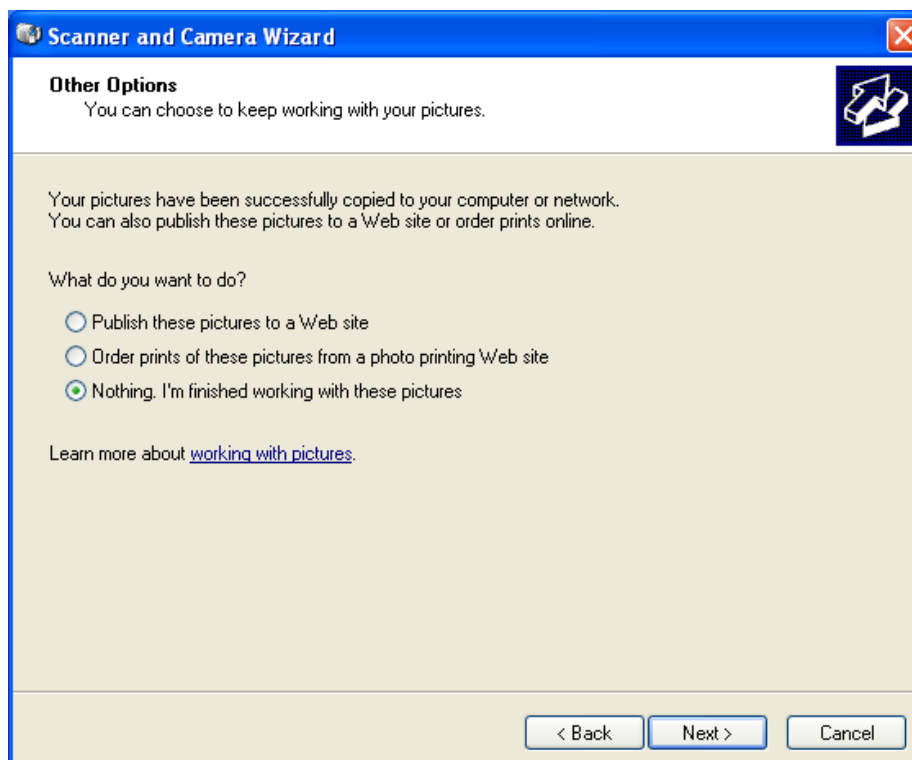 Scanner and Camera Wizard
Other Options
You can choose to keep working with your pictures.
Your pictures have been successfully copied to your computer or network.
You can also publish these pictures to a Web site or order prints online.
What do you want to do?
Publish these pictures to a Web site
Order prints of these pictures from a photo printing Web site
Nothing. I'm finished working with these pictures
Learn more about working with pictures.
< Back Next > Cancel